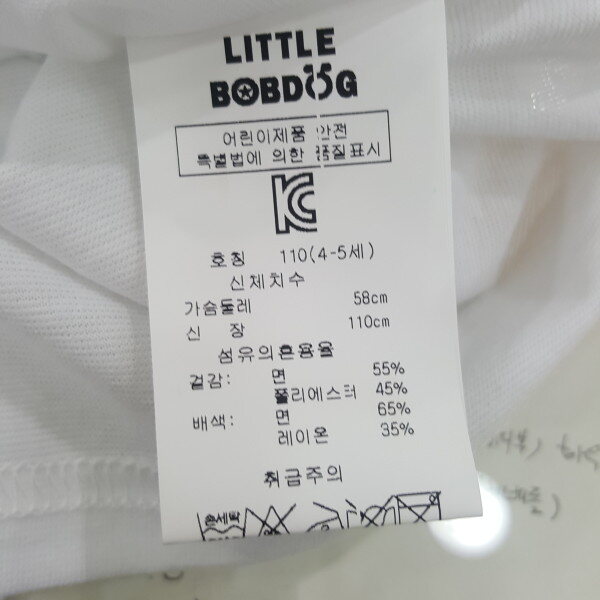 LITTLE
BOBDOG
어린이제품 안전
특별법에 의한 품질표시
호칭 110(4-5세)
신체치수
가슴둘레 58cm
신 장 110cm
섬유의혼용율
겉감: 면 55%
폴리에스터 45%
배색: 면 65%
레이온 35%
취급주의
손세탁